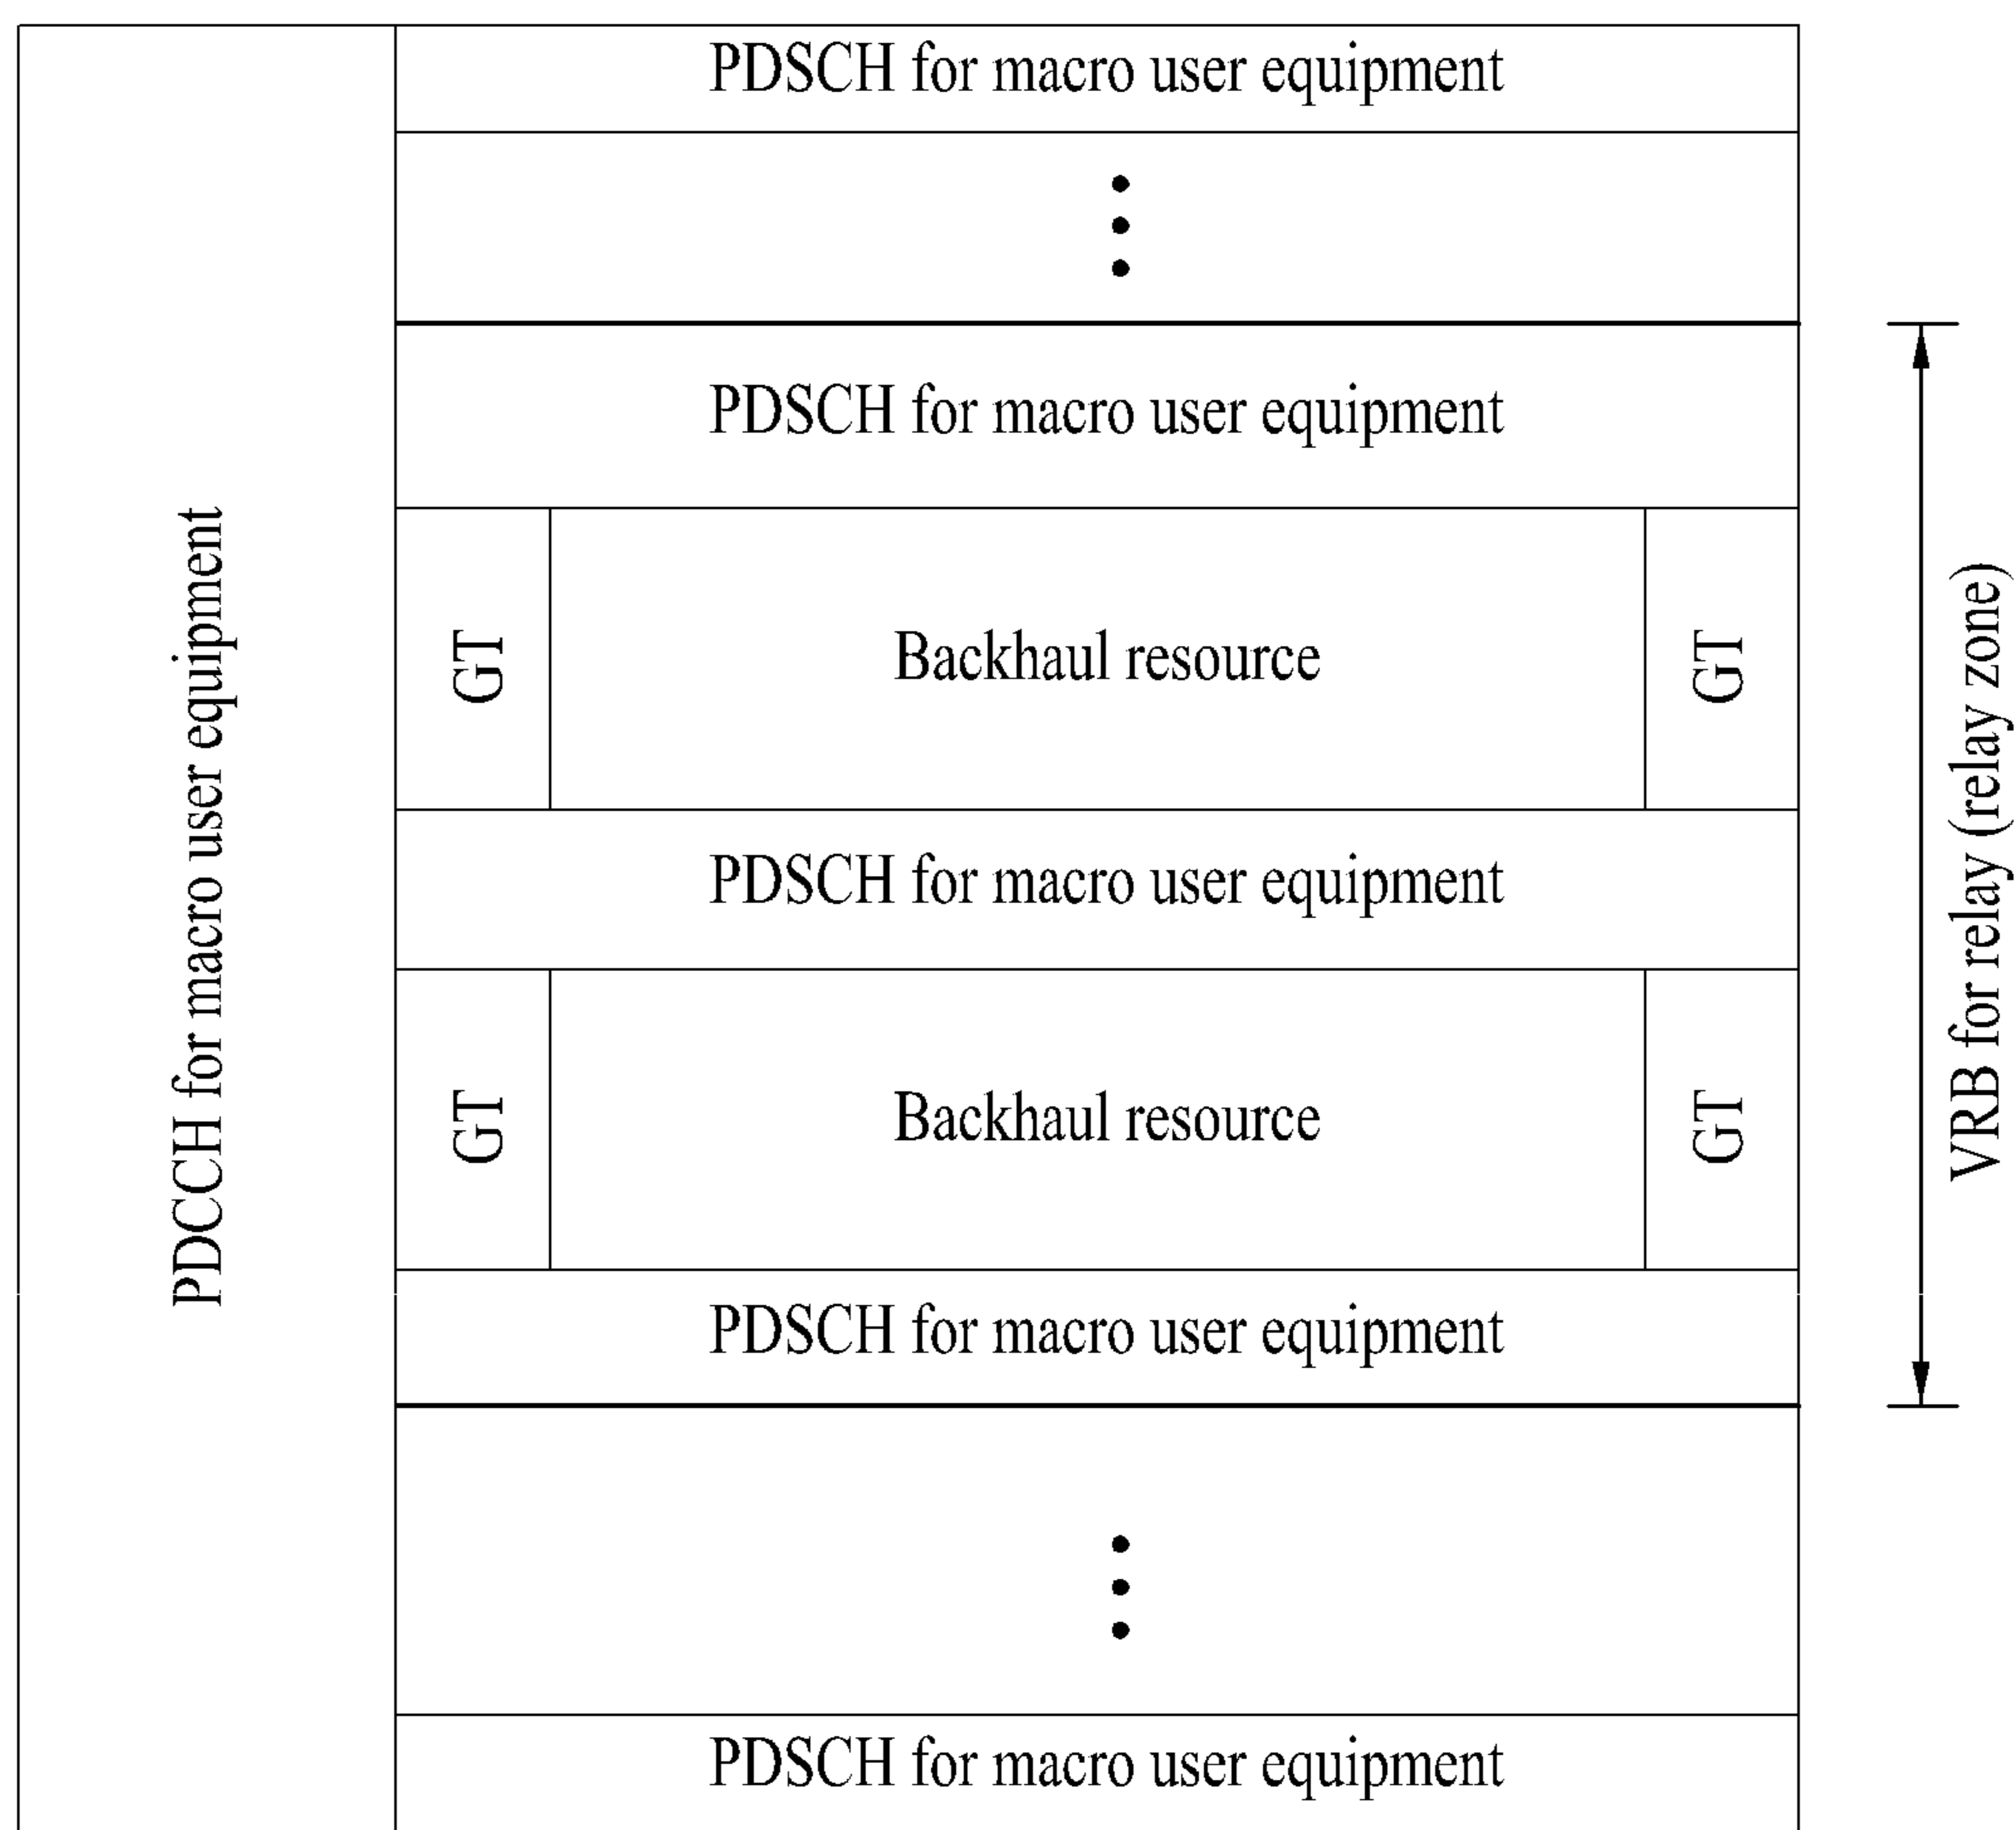 PDCCH for macro user equipment
PDSCH for macro user equipment
PDSCH for macro user equipment
GT
Backhaul resource
GT
PDSCH for macro user equipment
GT
Backhaul resource
GT
PDSCH for macro user equipment
PDSCH for macro user equipment
VRB for relay (relay zone)